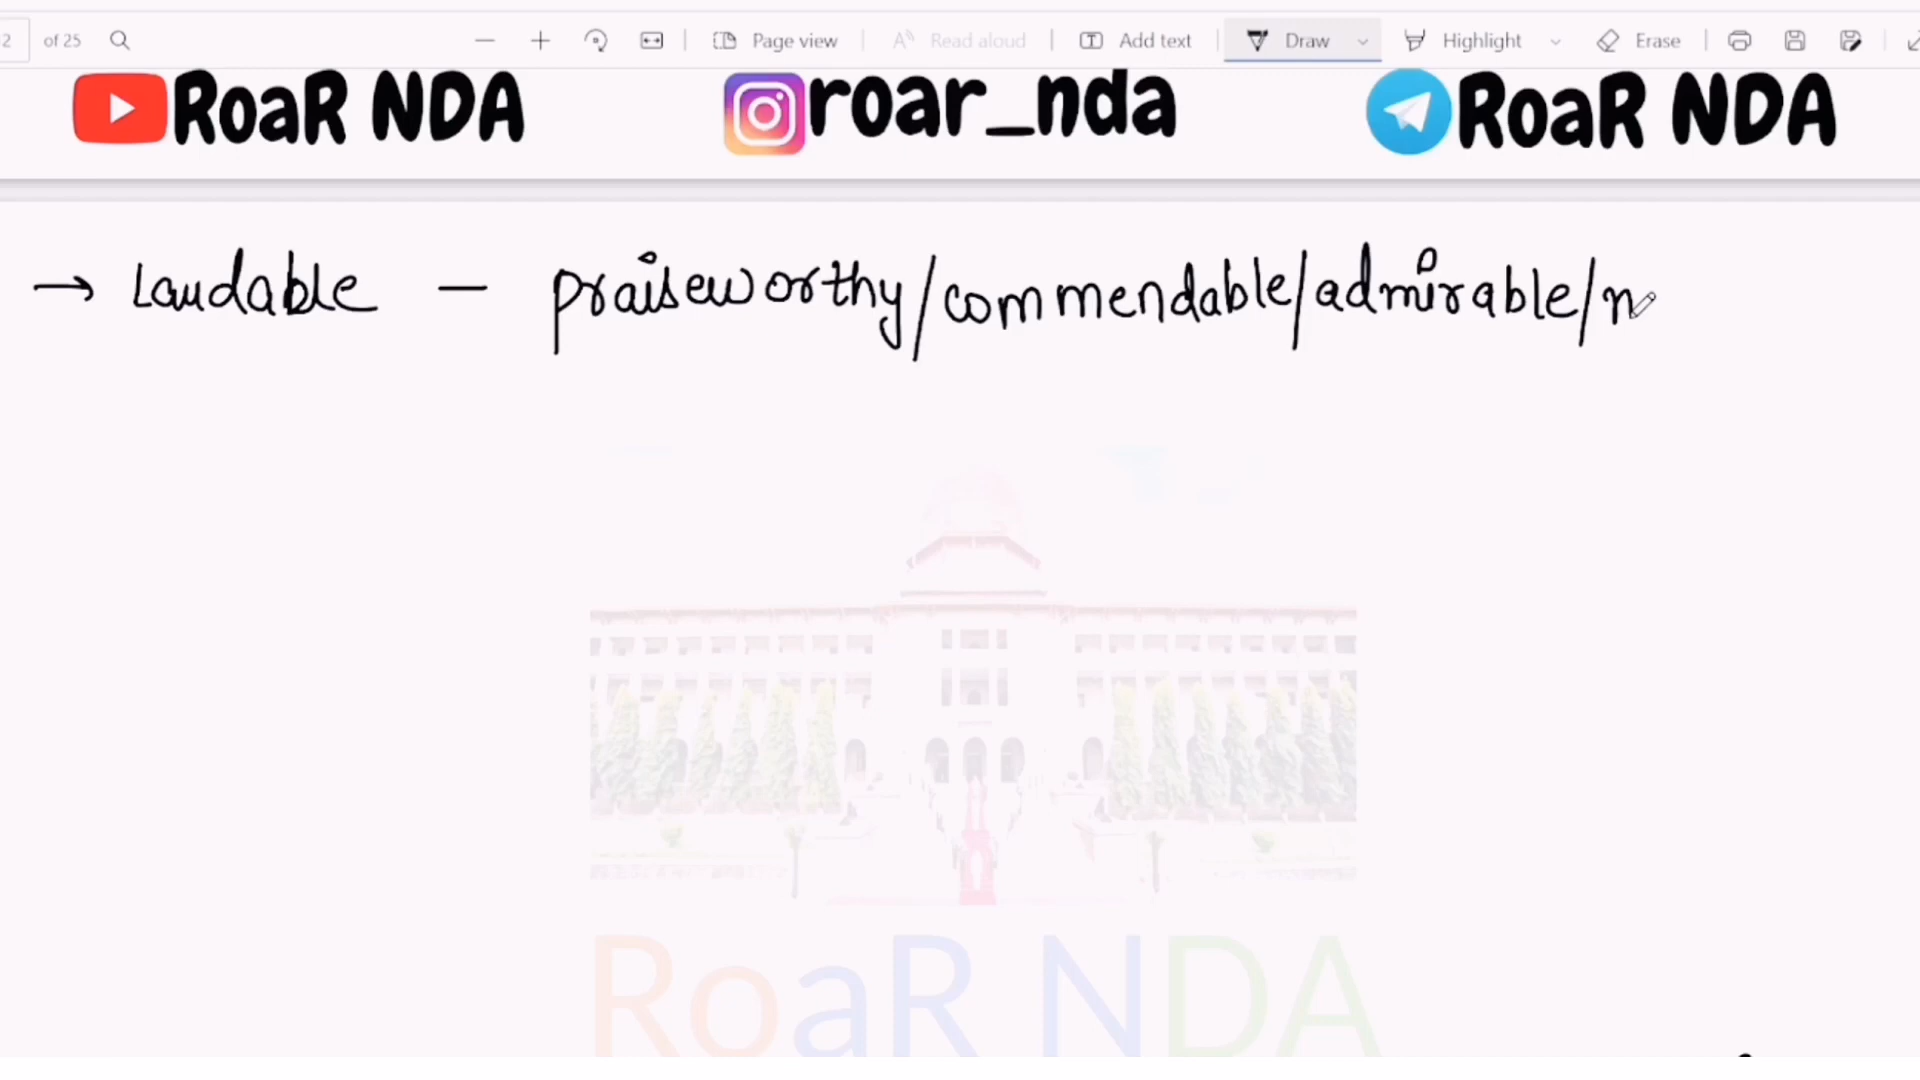 2 of 25 Page view Read aloud Add text Draw Highlight Erase
RoaR NDA roar_nda RoaR NDA
→ Laudable — praiseworthy/commendable/admirable/
RoaR NDA